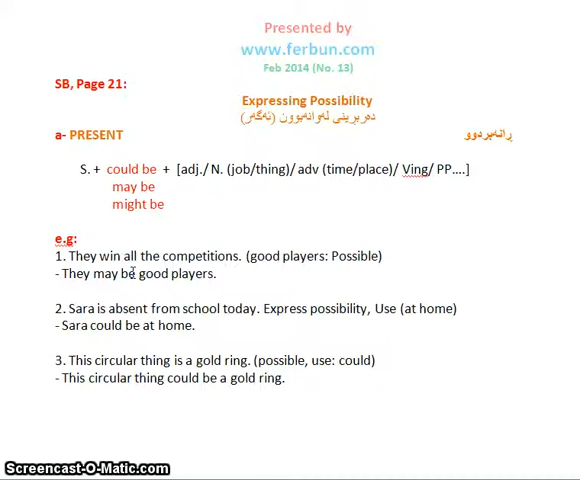 Presented by
www.ferbun.com
Feb 2014 (No. 13)
SB, Page 21:
Expressing Possibility
دەربڕینی لەوانەبوون (ئەگەر)
a- PRESENT ڕانەبردوو
S. + could be + [adj./ N. (job/thing)/ adv (time/place)/ Ving/ PP....]
may be
might be
e.g:
1. They win all the competitions. (good players: Possible)
- They may be good players.
2. Sara is absent from school today. Express possibility, Use (at home)
- Sara could be at home.
3. This circular thing is a gold ring. (possible, use: could)
- This circular thing could be a gold ring.
Screencast-O-Matic.com